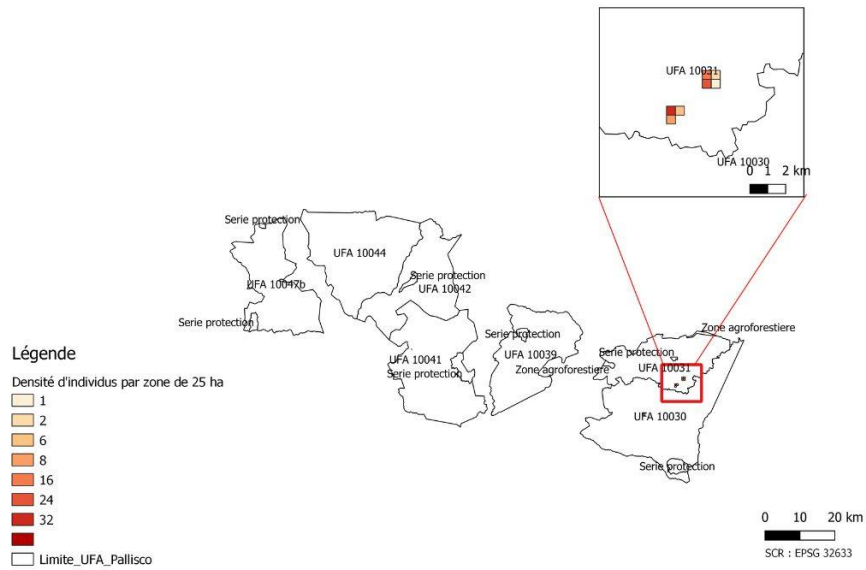 UFA 10031
UFA 10030
0 1 2 km
Serie protection
UFA 10044
Serie protection
UFA 10047b
UFA 10042
Serie protection
Serie protection
Zone agroforestiere
UFA 10041
UFA 10039
Serie protection
Serie protection
Zone agroforestiere
UFA 10031
UFA 10030
Serie protection
Légende
Densité d'individus par zone de 25 ha
1
2
6
8
16
24
32
Limite_UFA_Pallisco
0 10 20 km
SCR : EPSG 32633